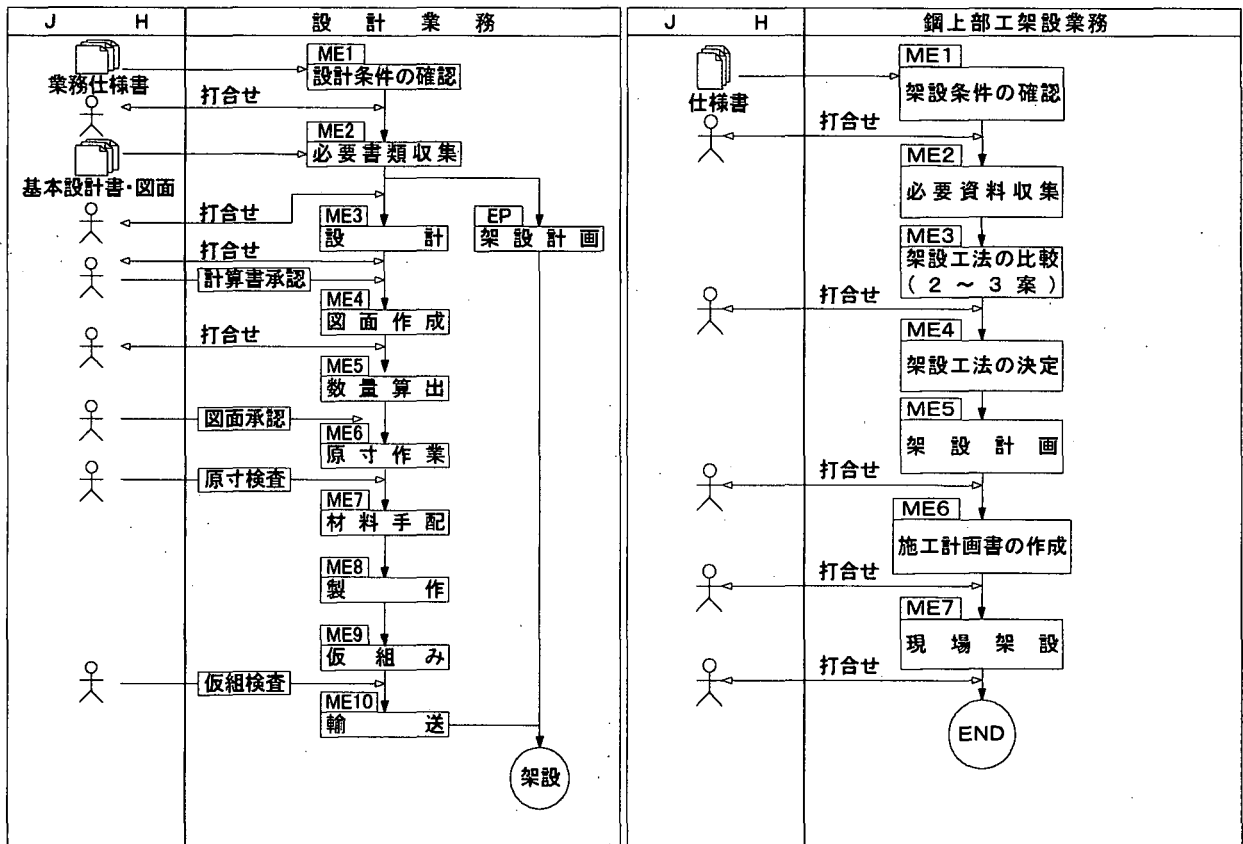 J H 設計業務
業務仕様書
ME1
設計条件の確認
打合せ
ME2
必要書類収集
基本設計書・図面
打合せ
ME3
設計
EP
架設計画
打合せ
計算書承認
ME4
図面作成
打合せ
ME5
数量算出
図面承認
ME6
原寸作業
原寸検査
ME7
材料手配
ME8
製作
ME9
仮組み
仮組検査
ME10
輸送
架設
J H 鋼上部工架設業務
仕様書
ME1
架設条件の確認
打合せ
ME2
必要資料収集
ME3
架設工法の比較
(2~3案)
打合せ
ME4
架設工法の決定
ME5
架設計画
打合せ
ME6
施工計画書の作成
打合せ
ME7
現場架設
打合せ
END